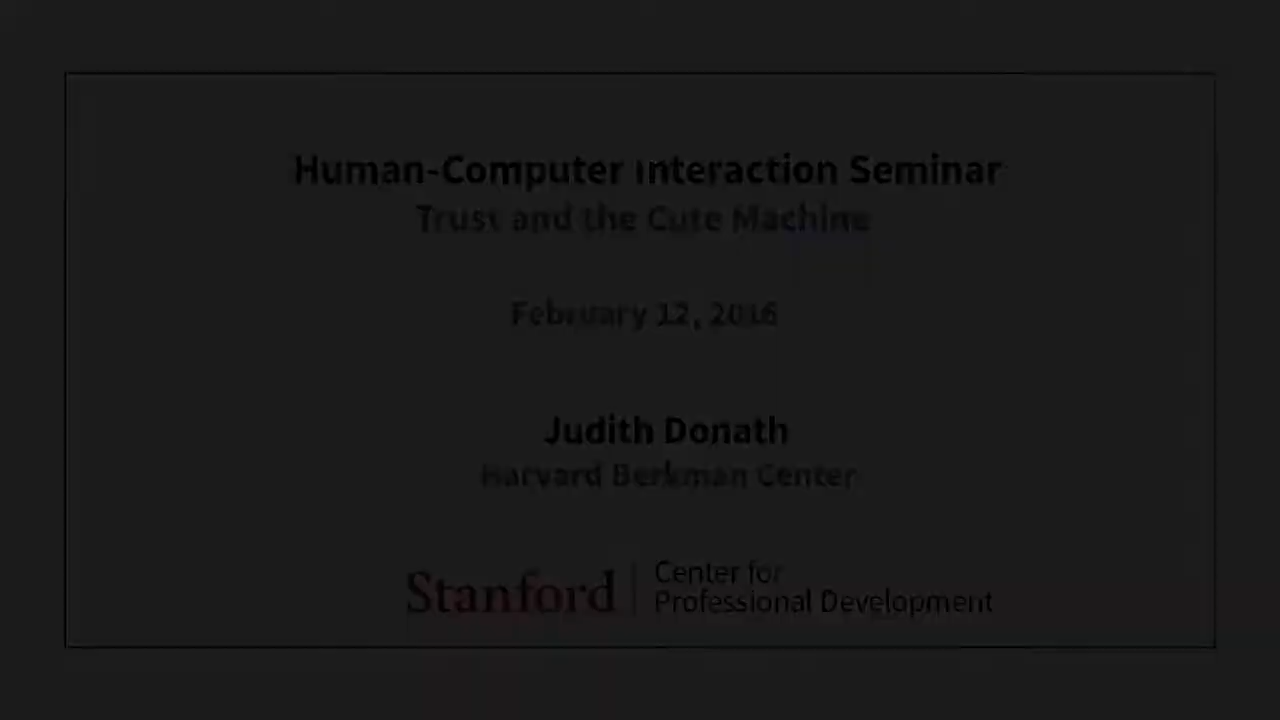 Human-Computer Interaction Seminar
Trust and the Cute Machine
February 12, 2016
Judith Donath
Harvard Berkman Center
Stanford
Center for
Professional Development